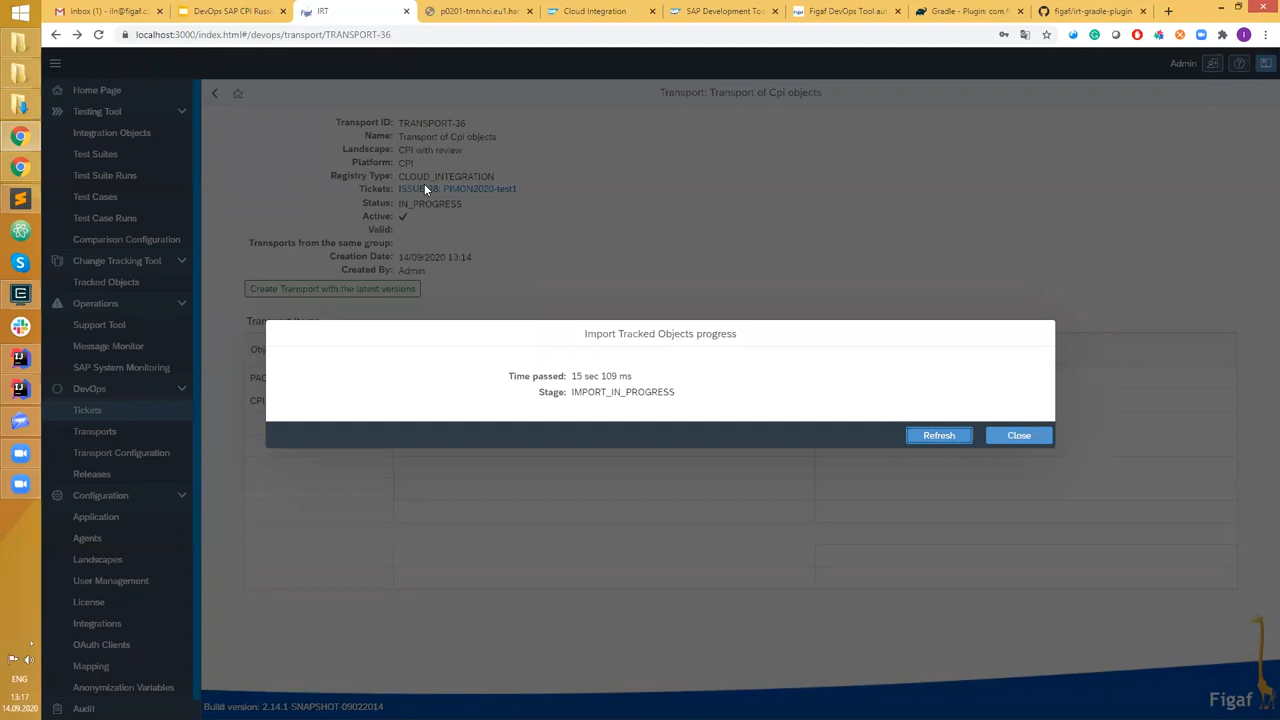 Inbox (1) - ilin@figaf.c
DevOps SAP CPI Russi
IRT
p0201-tmn.hci.eu1.ha
Cloud Integration
SAP Development To
Figaf DevOps Tool aut
Gradle - Plugin: com.f
figaf/irt-gradle-plugin
localhost:3000/index.html#/devops/transport/TRANSPORT-36
Admin
Home Page
Testing Tool
Integration Objects
Test Suites
Test Suite Runs
Test Cases
Test Case Runs
Comparison Configuration
Change Tracking Tool
Tracked Objects
Operations
Support Tool
Message Monitor
SAP System Monitoring
DevOps
Tickets
Transports
Transport Configuration
Releases
Configuration
Application
Agents
Landscapes
User Management
License
Integrations
OAuth Clients
Mapping
Anonymization Variables
Audit
Transport: Transport of Cpi objects
Transport ID: TRANSPORT-36
Name: Transport of Cpi objects
Landscape: CPI with review
Platform: CPI
Registry Type: CLOUD_INTEGRATION
Tickets: PIMON2020-test1
Status: IN_PROGRESS
Active: ✓
Valid:
Transports from the same group:
Creation Date: 14/09/2020 13:14
Created By: Admin
Create Transport with the latest versions
Import Tracked Objects progress
Time passed: 15 sec 109 ms
Stage: IMPORT_IN_PROGRESS
Refresh
Close
Build version: 2.14.1-SNAPSHOT-09022014
Figaf
ENG
13:17
14.09.2020